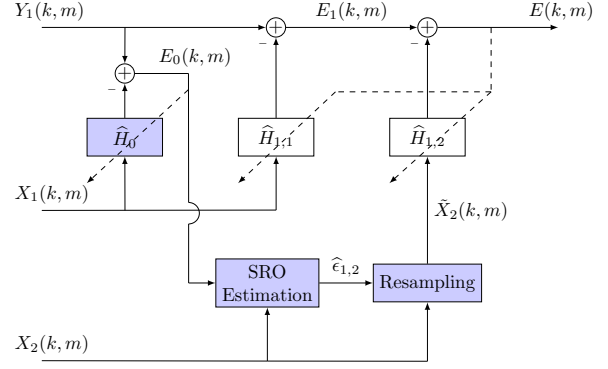 Y₁(k, m)
E₁(k, m)
E(k, m)
E₀(k, m)
Ĥ₀
Ĥ₁,₁
Ĥ₁,₂
X₁(k, m)
X̃₂(k, m)
SRO
Estimation
ϵ̂₁,₂
Resampling
X₂(k, m)